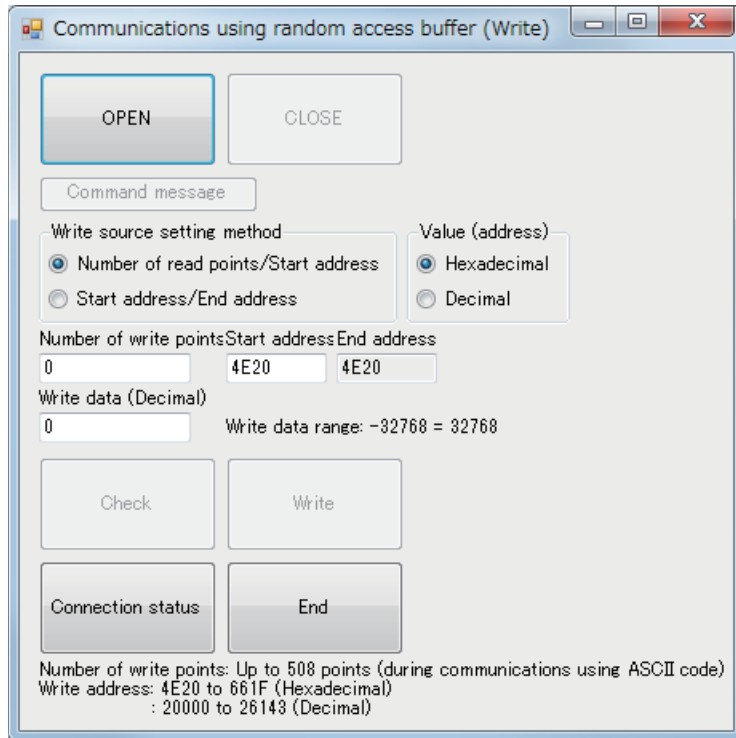 Communications using random access buffer (Write)
OPEN
CLOSE
Command message
Write source setting method
Value (address)
Number of read points/Start address
Hexadecimal
Start address/End address
Decimal
Number of write points Start address End address
0 4E20 4E20
Write data (Decimal)
0 Write data range: -32768 = 32768
Check
Write
Connection status
End
Number of write points: Up to 508 points (during communications using ASCII code)
Write address: 4E20 to 661F (Hexadecimal)
: 20000 to 26143 (Decimal)